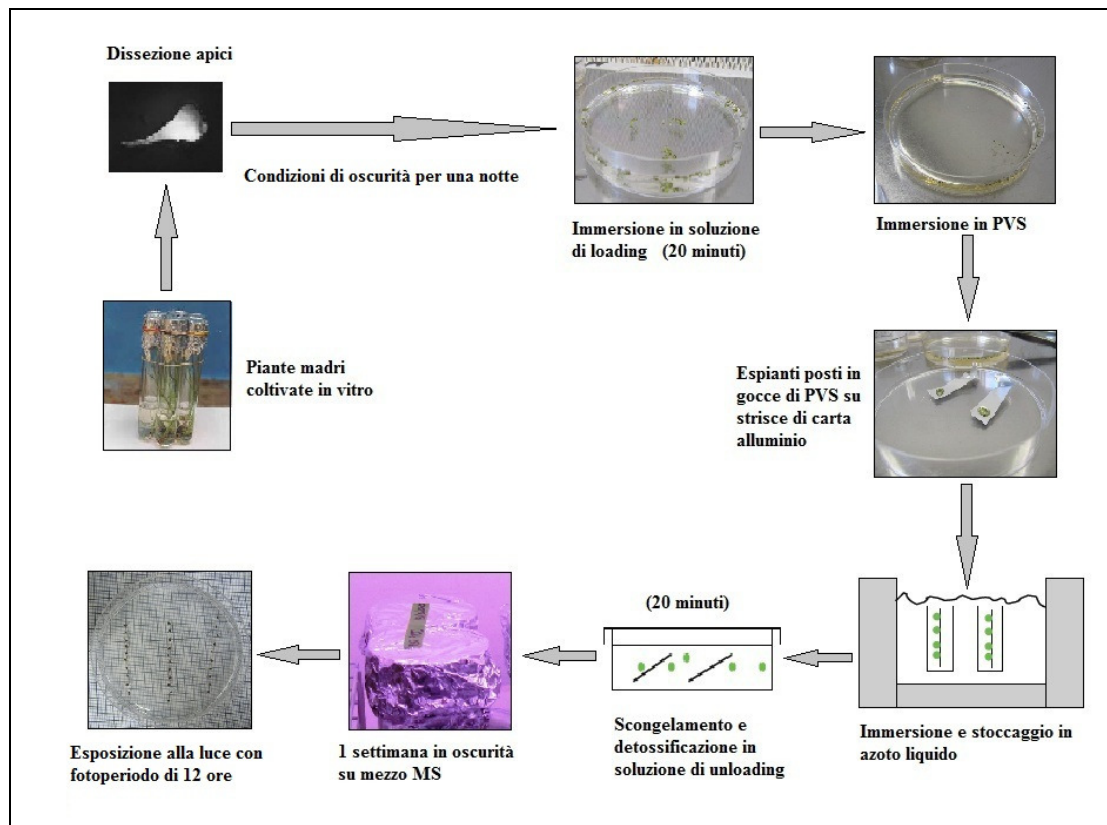 Dissezione apici
Condizioni di oscurità per una notte
Immersione in soluzione
di loading (20 minuti)
Immersione in PVS
Piante madri
coltivate in vitro
Espianti posti in
gocce di PVS su
strisce di carta
alluminio
Immersione e stoccaggio in
azoto liquido
(20 minuti)
Scongelamento e
detossificazione in
soluzione di unloading
1 settimana in oscurità
su mezzo MS
Esposizione alla luce con
fotoperiodo di 12 ore